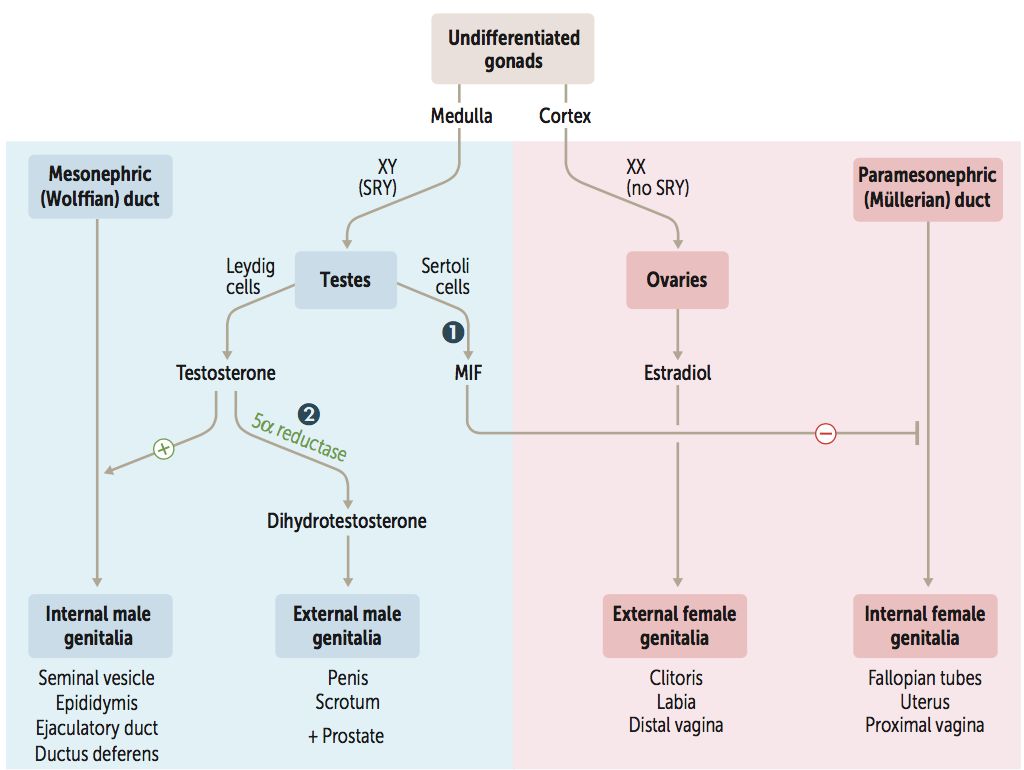 Undifferentiated
gonads
Medulla
Cortex
Mesonephric
(Wolffian) duct
XY
(SRY)
XX
(no SRY)
Paramesonephric
(Müllerian) duct
Leydig
cells
Testes
Sertoli
cells
Ovaries
1
Testosterone
MIF
Estradiol
2
5α reductase
+
−
Dihydrotestosterone
Internal male
genitalia
External male
genitalia
External female
genitalia
Internal female
genitalia
Seminal vesicle
Epididymis
Ejaculatory duct
Ductus deferens
Penis
Scrotum
+ Prostate
Clitoris
Labia
Distal vagina
Fallopian tubes
Uterus
Proximal vagina